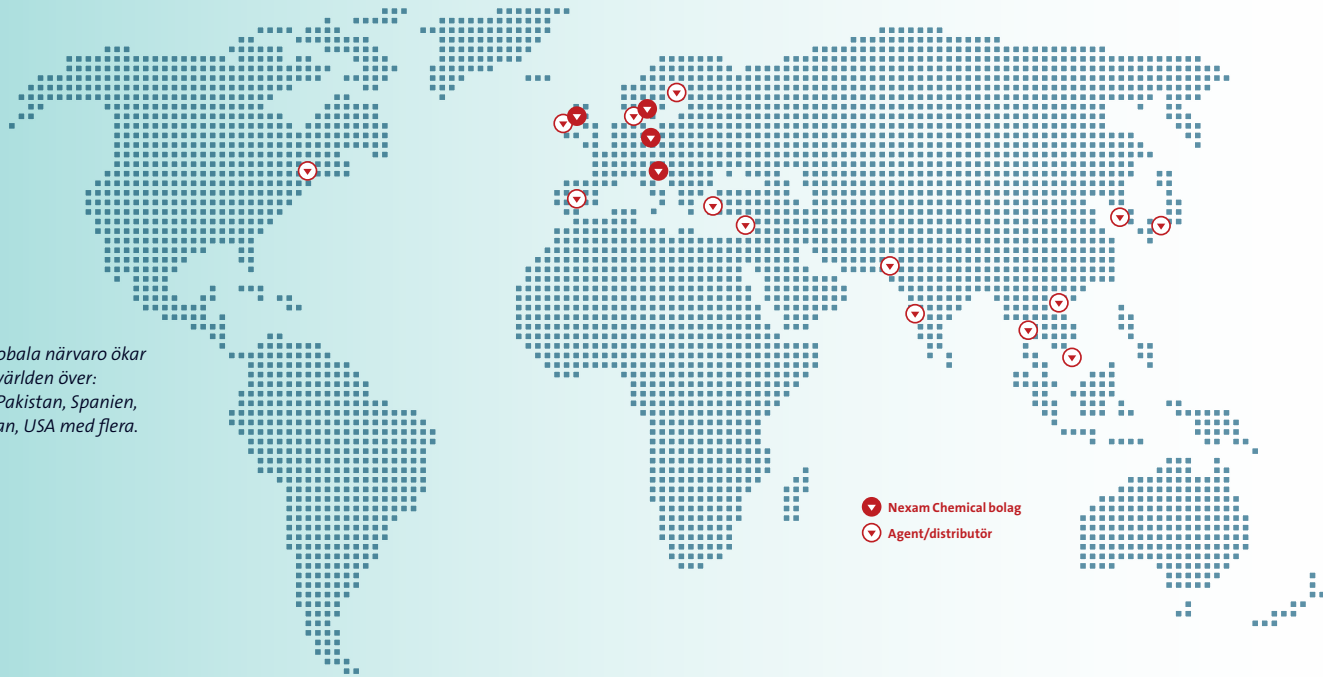 obala närvaro ökar
världen över:
Pakistan, Spanien,
an, USA med flera.
Nexam Chemical bolag
Agent/distributör